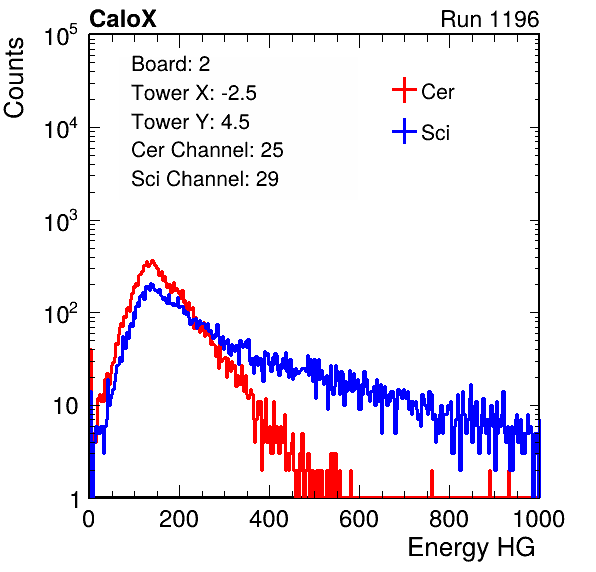 CaloX Run 1196
Counts
10^5
10^4
10^3
10^2
10
1
Board: 2
Tower X: -2.5
Tower Y: 4.5
Cer Channel: 25
Sci Channel: 29
Cer
Sci
0 200 400 600 800 1000
Energy HG